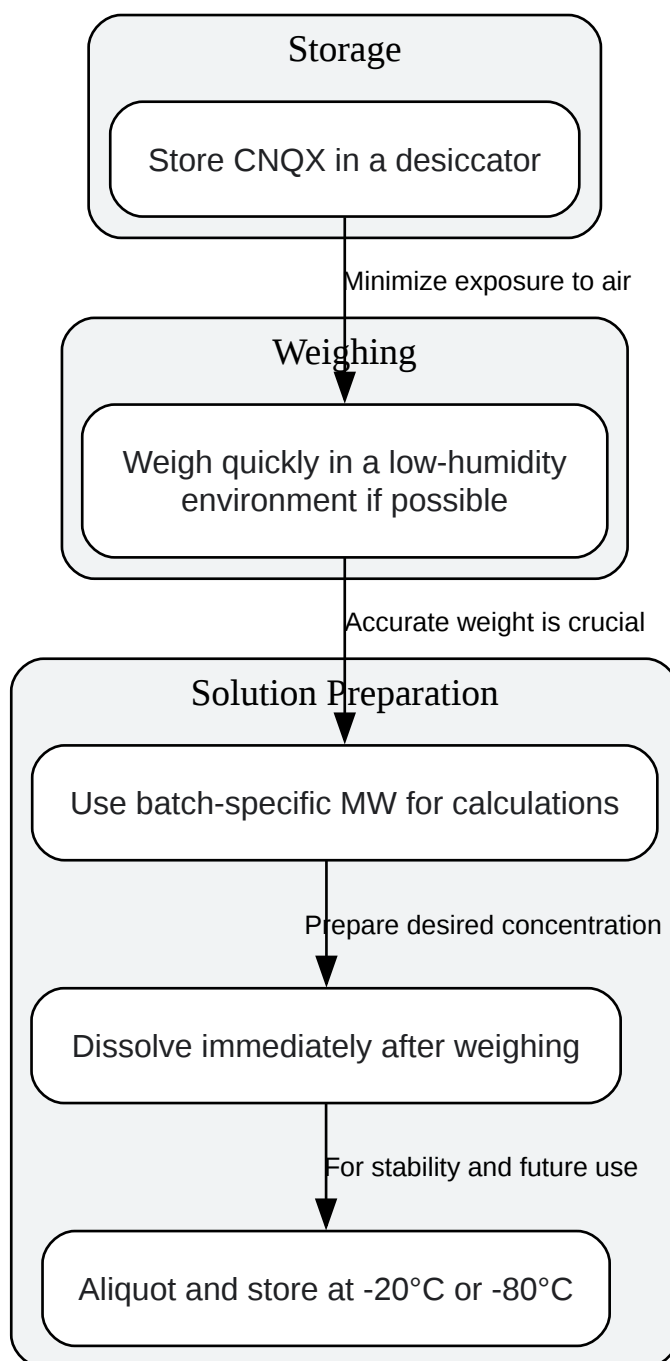 Storage
Store CNQX in a desiccator
Minimize exposure to air
Weighing
Weigh quickly in a low-humidity
environment if possible
Accurate weight is crucial
Solution Preparation
Use batch-specific MW for calculations
Prepare desired concentration
Dissolve immediately after weighing
For stability and future use
Aliquot and store at -20°C or -80°C